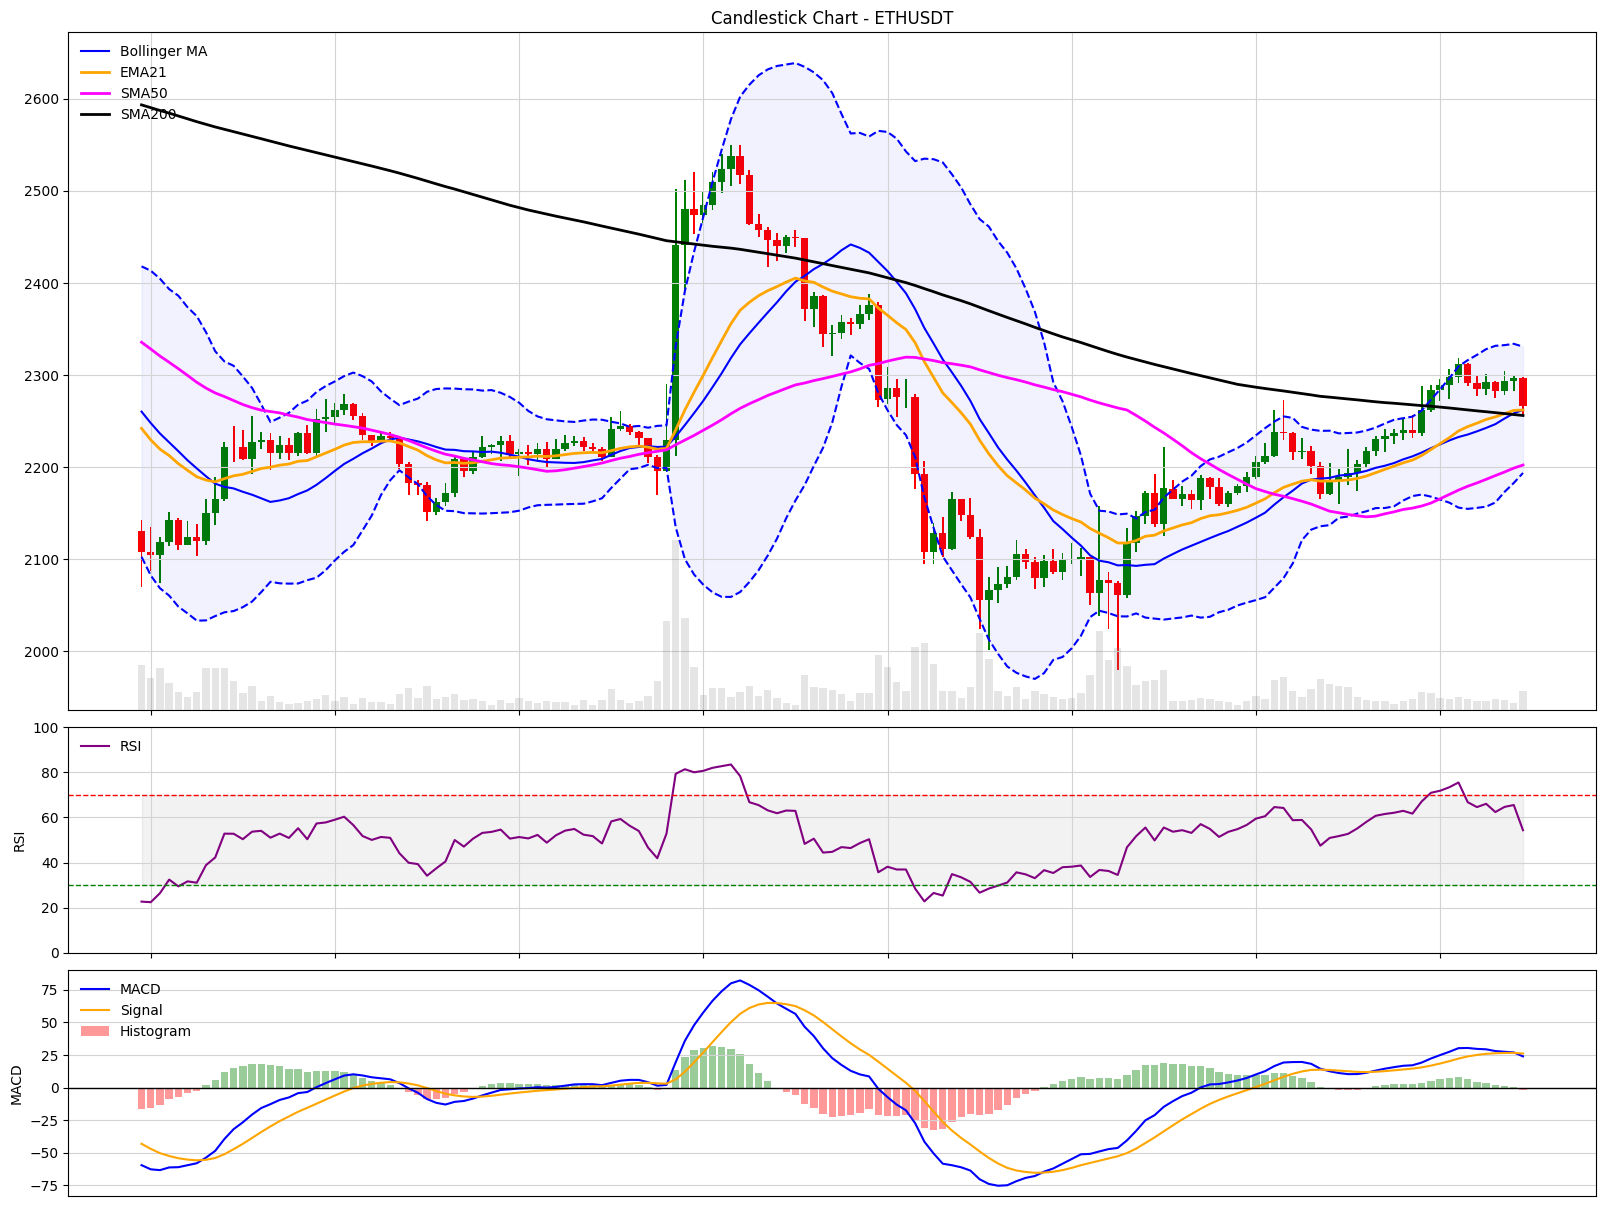 Candlestick Chart - ETHUSDT
Bollinger MA
EMA21
SMA50
SMA200
2600
2500
2400
2300
2200
2100
2000
100
80
60
40
20
0
RSI
RSI
75
50
25
0
−25
−50
−75
MACD
MACD
Signal
Histogram